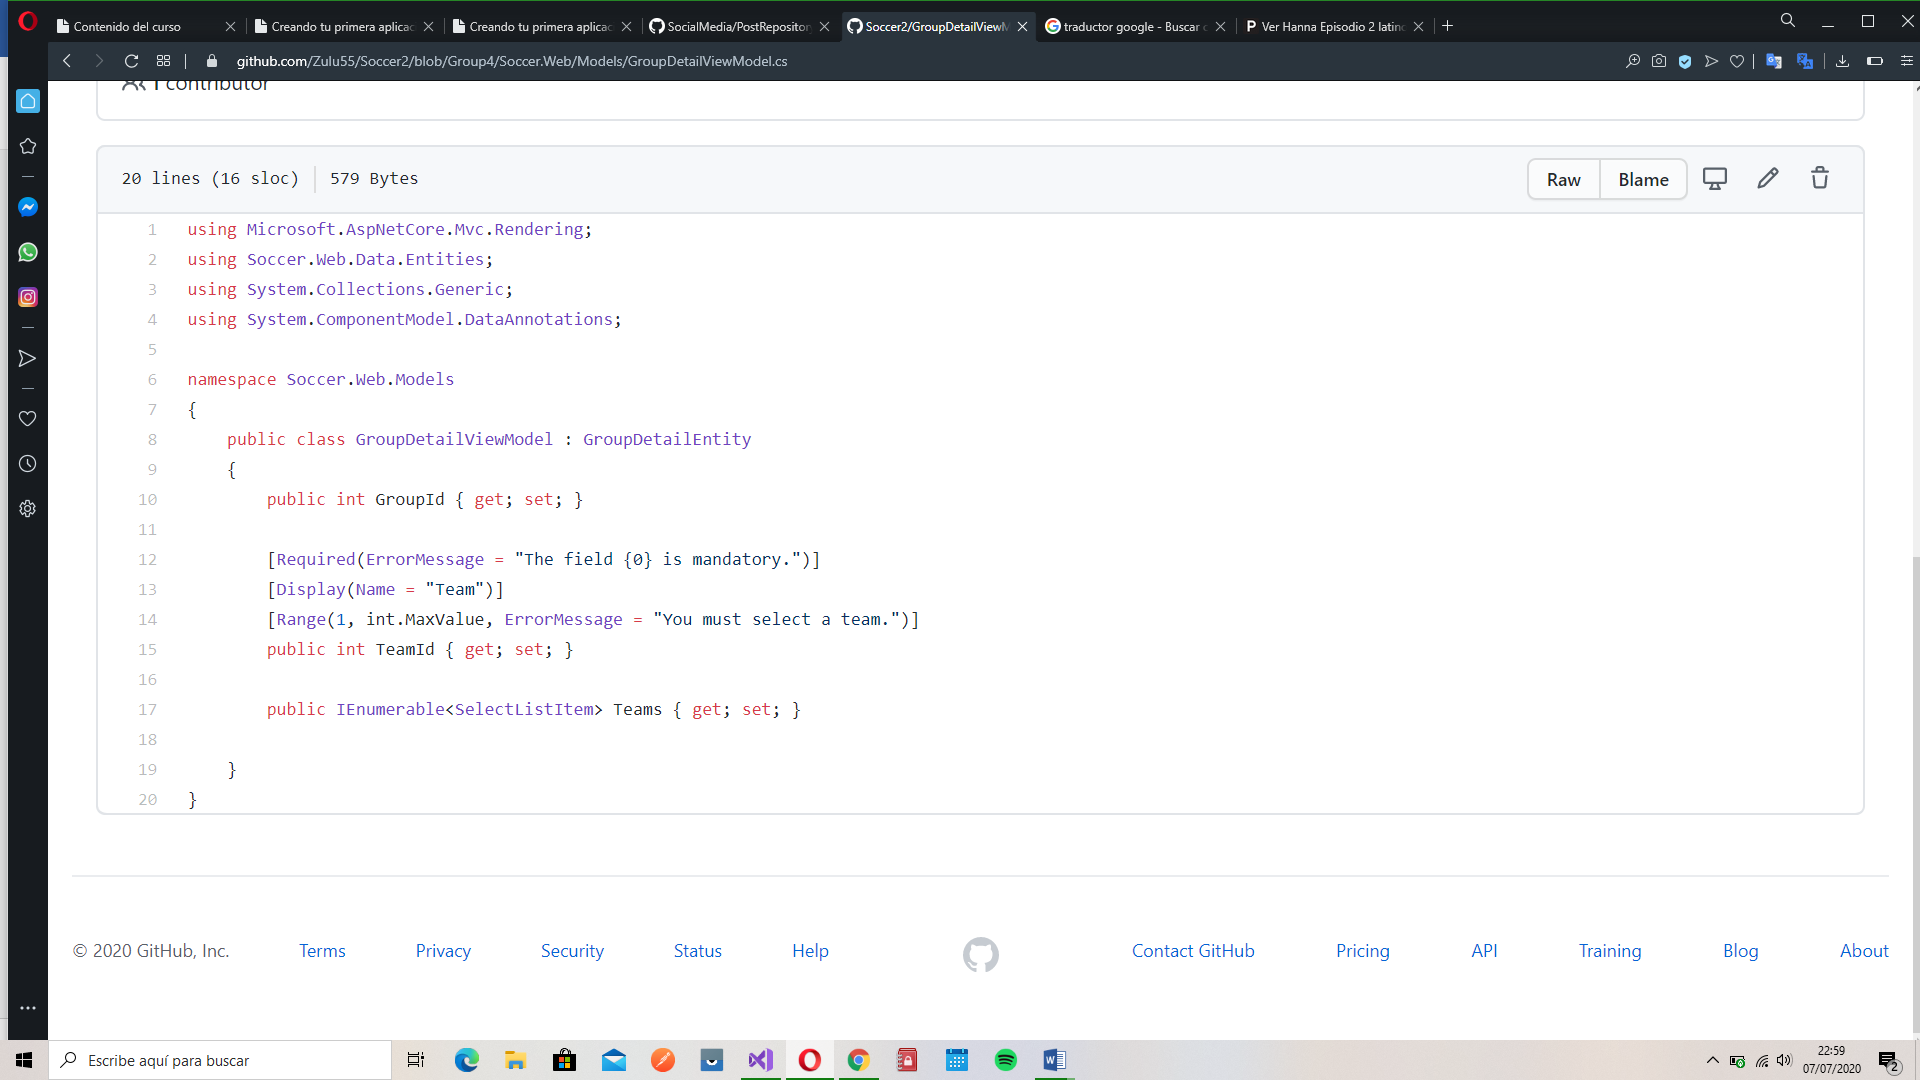 Contenido del curso
Creando tu primera aplicac
Creando tu primera aplicac
SocialMedia/PostRepositor
Soccer2/GroupDetailViewM
traductor google - Buscar c
Ver Hanna Episodio 2 latino
github.com/Zulu55/Soccer2/blob/Group4/Soccer.Web/Models/GroupDetailViewModel.cs
1 contributor
20 lines (16 sloc) 579 Bytes
Raw
Blame
1 using Microsoft.AspNetCore.Mvc.Rendering;
2 using Soccer.Web.Data.Entities;
3 using System.Collections.Generic;
4 using System.ComponentModel.DataAnnotations;
5
6 namespace Soccer.Web.Models
7 {
8 public class GroupDetailViewModel : GroupDetailEntity
9 {
10 public int GroupId { get; set; }
11
12 [Required(ErrorMessage = "The field {0} is mandatory.")]
13 [Display(Name = "Team")]
14 [Range(1, int.MaxValue, ErrorMessage = "You must select a team.")]
15 public int TeamId { get; set; }
16
17 public IEnumerable<SelectListItem> Teams { get; set; }
18
19 }
20 }
© 2020 GitHub, Inc. Terms Privacy Security Status Help Contact GitHub Pricing API Training Blog About
Escribe aquí para buscar
22:59
07/07/2020
2